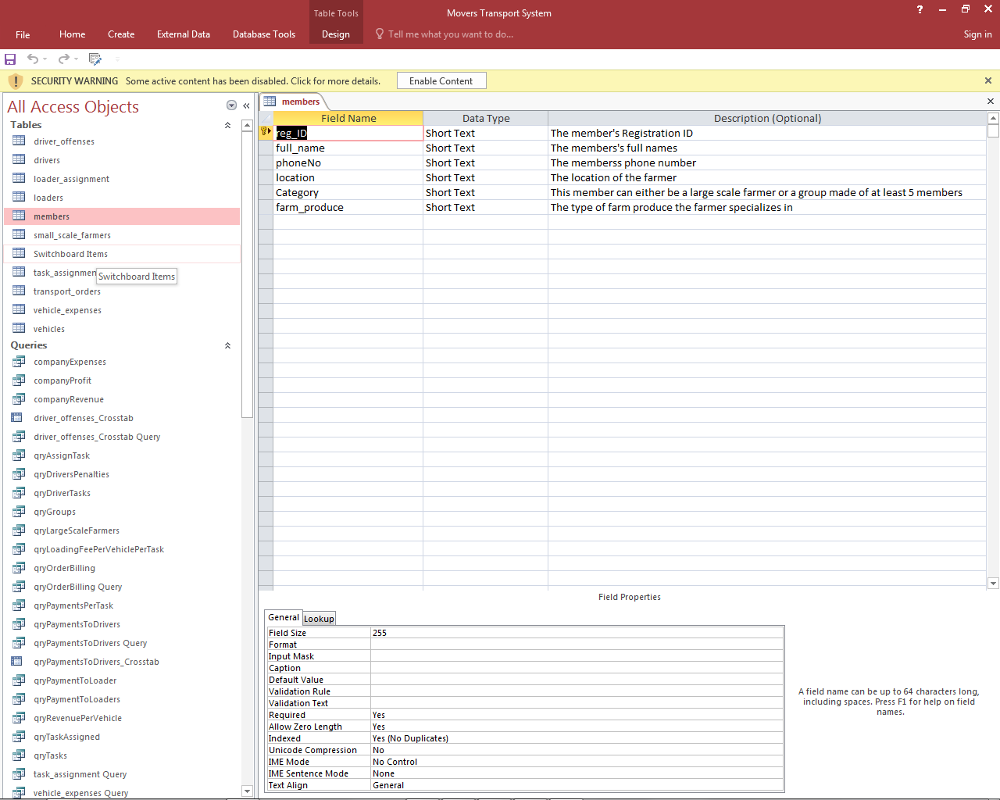 Table Tools
Movers Transport System
?
File
Home
Create
External Data
Database Tools
Design
Tell me what you want to do...
Sign in
SECURITY WARNING Some active content has been disabled. Click for more details.
Enable Content
All Access Objects
Tables
driver_offenses
drivers
loader_assignment
loaders
members
small_scale_farmers
Switchboard Items
task_assignmen
Switchboard Items
transport_orders
vehicle_expenses
vehicles
Queries
companyExpenses
companyProfit
companyRevenue
driver_offenses_Crosstab
driver_offenses_Crosstab Query
qryAssignTask
qryDriversPenalties
qryDriverTasks
qryGroups
qryLargeScaleFarmers
qryLoadingFeePerVehiclePerTask
qryOrderBilling
qryOrderBilling Query
qryPaymentsPerTask
qryPaymentsToDrivers
qryPaymentsToDrivers Query
qryPaymentsToDrivers_Crosstab
qryPaymentToLoader
qryPaymentToLoaders
qryRevenuePerVehicle
qryTaskAssigned
qryTasks
task_assignment Query
vehicle_expenses Query
members
Field Name Data Type Description (Optional)
reg_ID Short Text The member's Registration ID
full_name Short Text The members's full names
phoneNo Short Text The memberss phone number
location Short Text The location of the farmer
Category Short Text This member can either be a large scale farmer or a group made of at least 5 members
farm_produce Short Text The type of farm produce the farmer specializes in
Field Properties
General Lookup
Field Size 255
Format
Input Mask
Caption
Default Value
Validation Rule
Validation Text
Required Yes
Allow Zero Length Yes
Indexed Yes (No Duplicates)
Unicode Compression No
IME Mode No Control
IME Sentence Mode None
Text Align General
A field name can be up to 64 characters long,
including spaces. Press F1 for help on field
names.